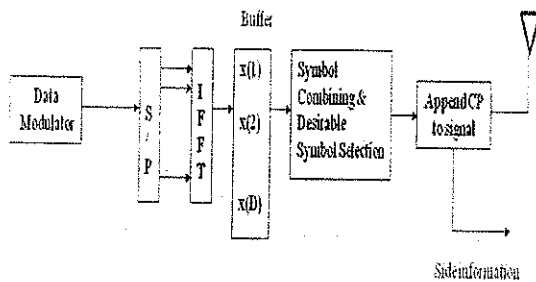 Buffer
Data
Modulator
S
/
P
I
F
F
T
x(1)
x(2)
x(D)
Symbol
Combining &
Desirable
Symbol Selection
Append CP
to signal
Sideinformation